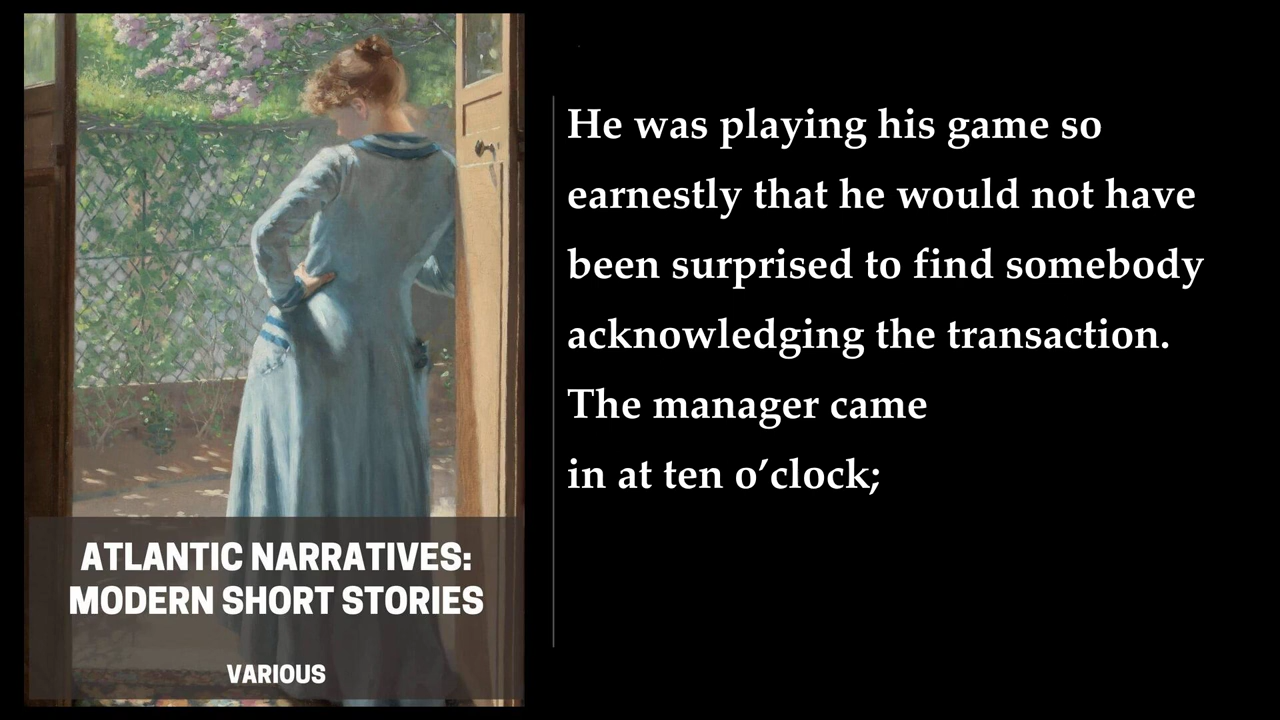 He was playing his game so
earnestly that he would not have
been surprised to find somebody
acknowledging the transaction.
The manager came
in at ten o’clock;
ATLANTIC NARRATIVES:
MODERN SHORT STORIES
VARIOUS